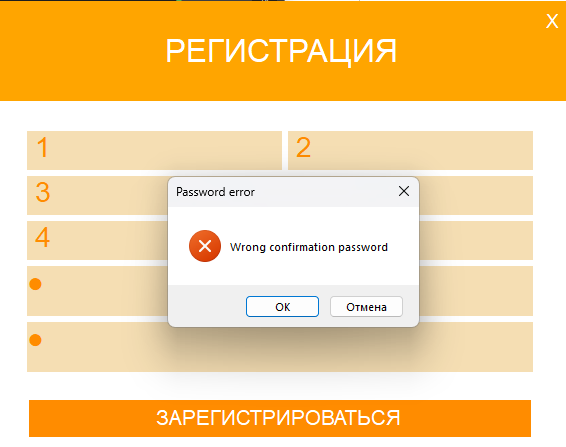 X
РЕГИСТРАЦИЯ
1
2
3
4
Password error
Wrong confirmation password
OK
Отмена
ЗАРЕГИСТРИРОВАТЬСЯ